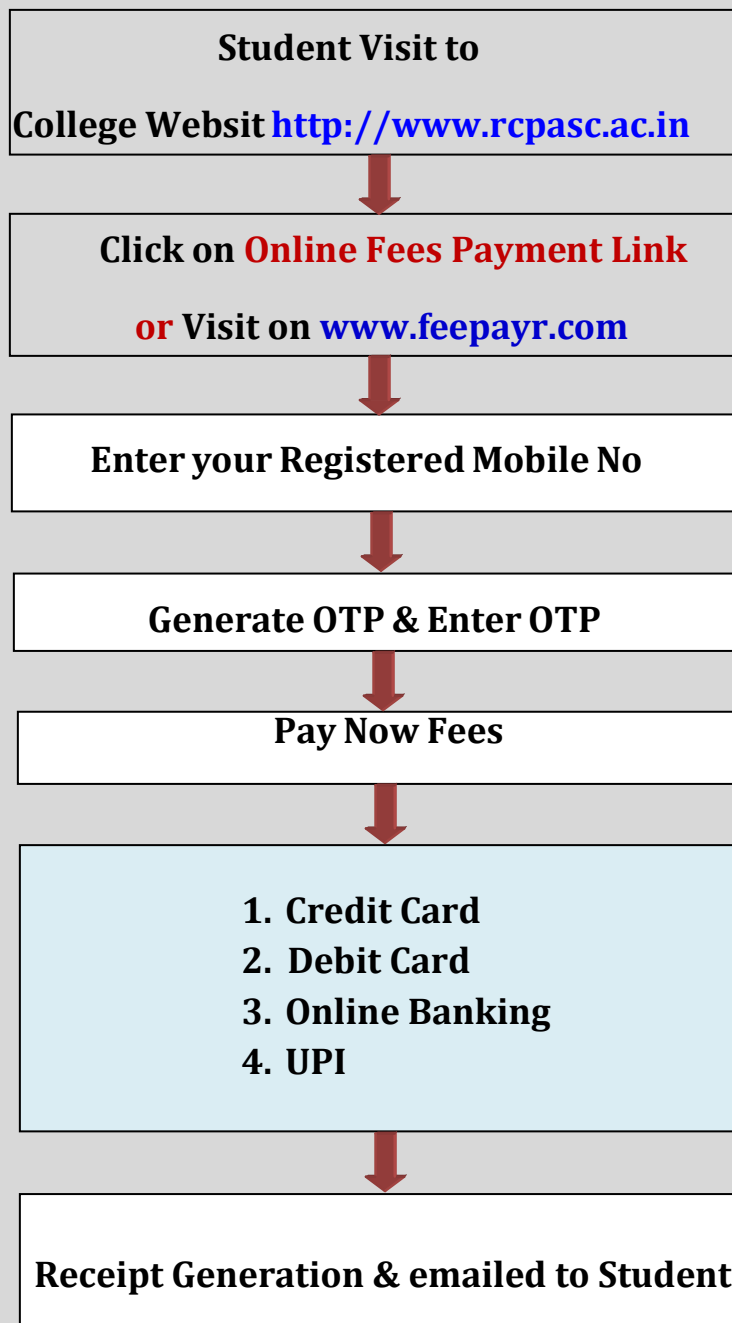 Student Visit to
College Websit http://www.rcpasc.ac.in
Click on Online Fees Payment Link
or Visit on www.feepayr.com
Enter your Registered Mobile No
Generate OTP & Enter OTP
Pay Now Fees
1. Credit Card
2. Debit Card
3. Online Banking
4. UPI
Receipt Generation & emailed to Student